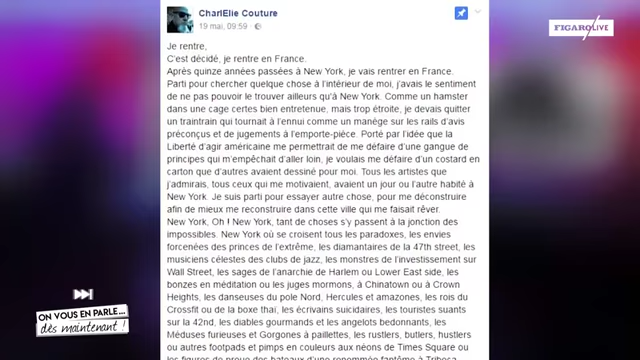 CharlElie Couture
19 mai, 09:59
FIGAROLIVE
Je rentre,
C'est décidé, je rentre en France.
Après quinze années passées à New York, je vais rentrer en France.
Parti pour chercher quelque chose à l'intérieur de moi, j'avais le sentiment
de ne pas pouvoir le trouver ailleurs qu'à New York. Comme un hamster
dans une cage certes bien entretenue, mais trop étroite, je devais quitter
un traintrain qui tournait à l'ennui comme un manège sur les rails d'avis
préconçus et de jugements à l'emporte-pièce. Porté par l'idée que la
Liberté d'agir américaine me permettrait de me défaire d'une gangue de
principes qui m'empêchait d'aller loin, je voulais me défaire d'un costard en
carton que d'autres avaient dessiné pour moi. Tous les artistes que
j'admirais, tous ceux qui me motivaient, avaient un jour ou l'autre habité à
New York. Je suis parti pour essayer autre chose, pour me déconstruire
afin de mieux me reconstruire dans cette ville qui me faisait rêver.
New York, Oh ! New York, tant de choses s'y passent à la jonction des
impossibles. New York où se croisent tous les paradoxes, les envies
forcenées des princes de l'extrême, les diamantaires de la 47th street, les
musiciens célestes des clubs de jazz, les monstres de l'investissement sur
Wall Street, les sages de l'anarchie de Harlem ou Lower East side, les
bonzes en méditation ou les juges mormons, à Chinatown ou à Crown
Heights, les danseuses du pole Nord, Hercules et amazones, les rois du
Crossfit ou de la boxe thaï, les écrivains suicidaires, les touristes suants
sur la 42nd, les diables gourmands et les angelots bedonnants, les
Méduses furieuses et Gorgones à paillettes, les rustlers, butlers, hustlers
ou autres footpads et pimps en couleurs aux néons de Times Square ou
les figures de proue des bateaux d'une renommée fantôme à Tribeca
ON VOUS EN PARLE...
dès maintenant !